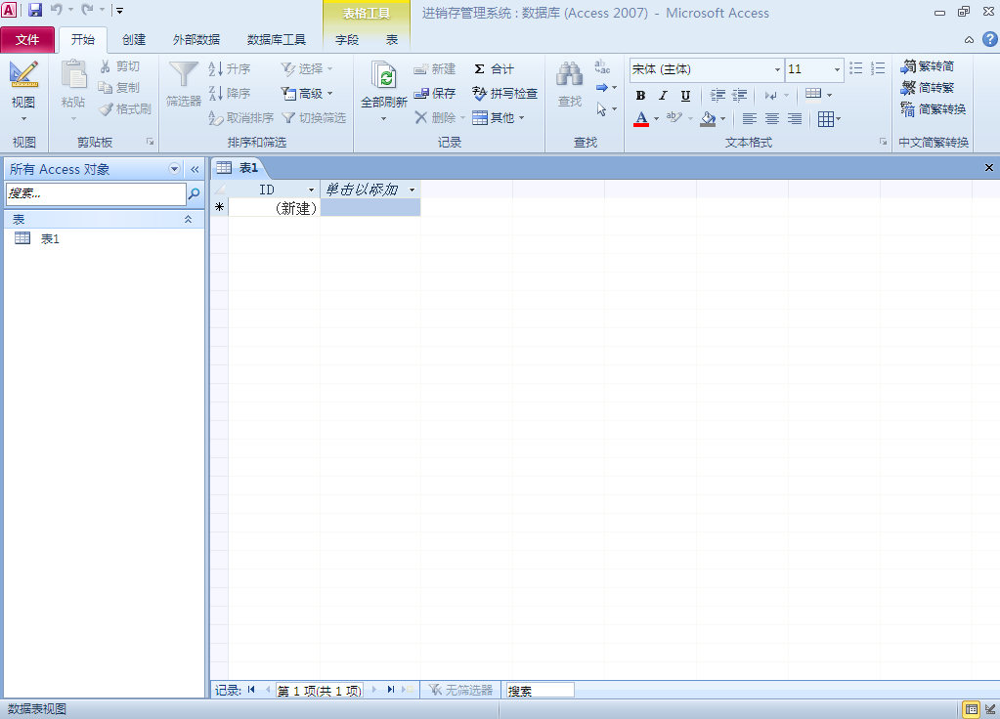 表格工具
进销存管理系统 : 数据库 (Access 2007) - Microsoft Access
文件 开始 创建 外部数据 数据库工具 字段 表
视图
视图
粘贴
剪切
复制
格式刷
剪贴板
筛选器
升序
降序
取消排序
选择
高级
切换筛选
排序和筛选
全部刷新
新建
保存
删除
Σ 合计
拼写检查
其他
记录
查找
查找
宋体 (主体) 11
B I U
A
文本格式
繁转简
简转繁
简繁转换
中文简繁转换
所有 Access 对象
搜索...
表
表1
表1
ID 单击以添加
(新建)
记录: 第 1 项(共 1 项) 无筛选器 搜索
数据表视图